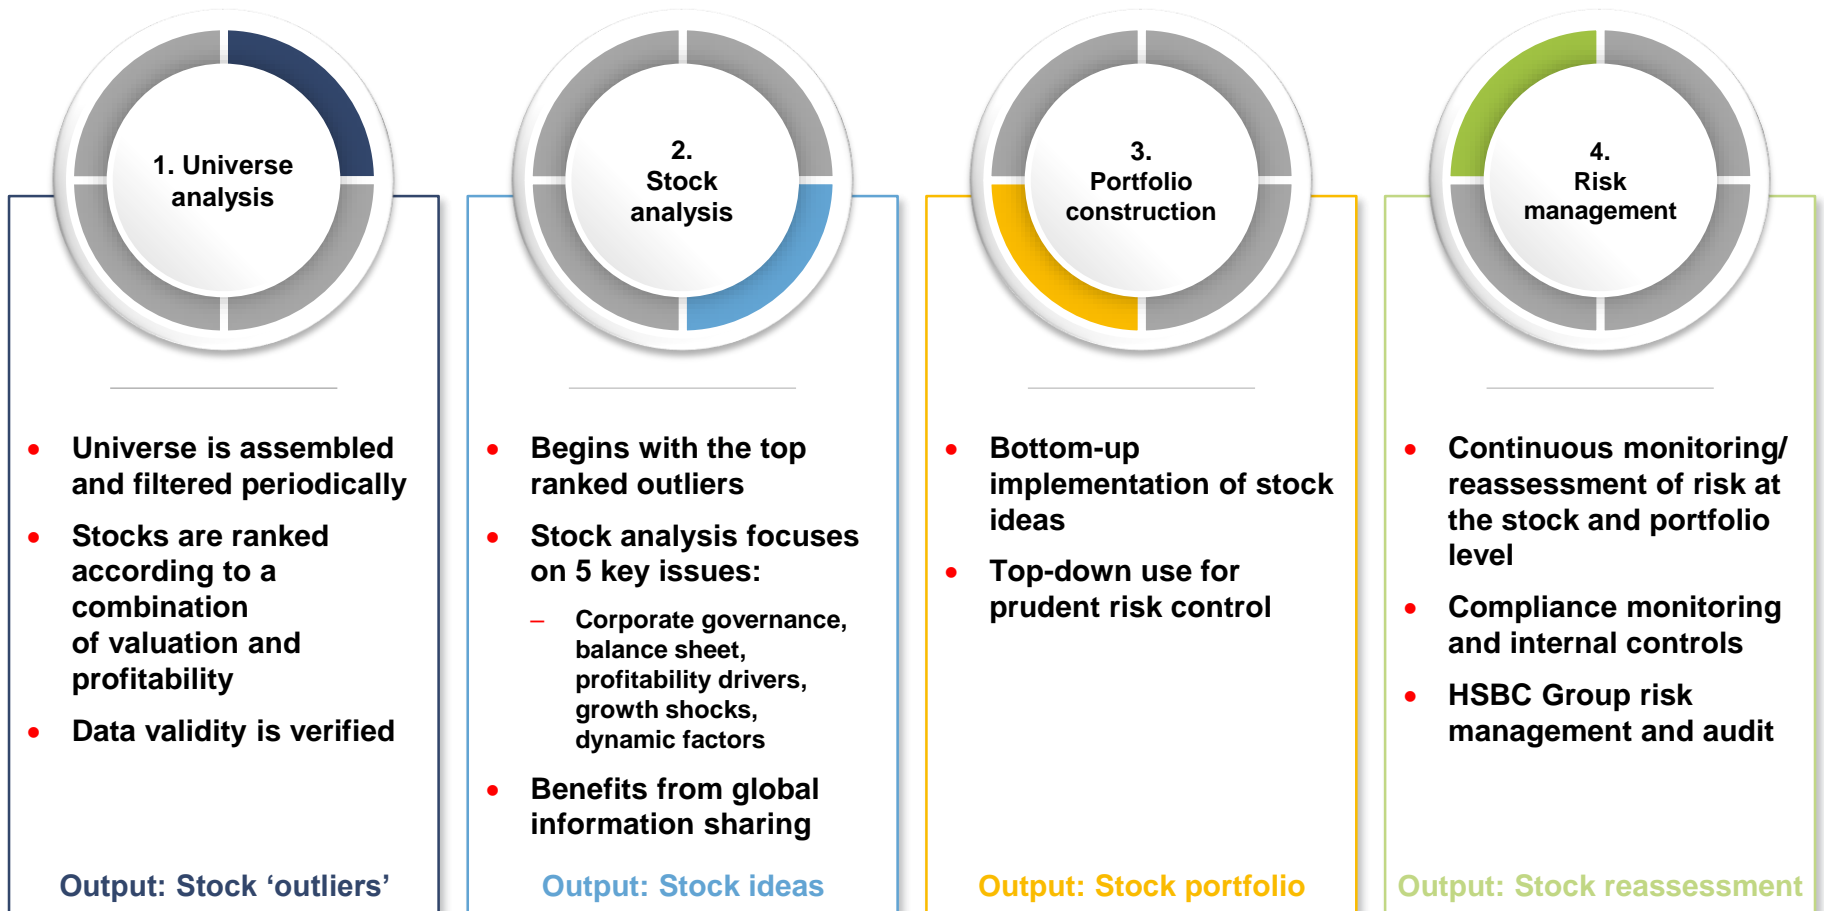 1. Universe
analysis
• Universe is assembled
and filtered periodically
• Stocks are ranked
according to a
combination
of valuation and
profitability
• Data validity is verified
Output: Stock ‘outliers’
2.
Stock
analysis
• Begins with the top
ranked outliers
• Stock analysis focuses
on 5 key issues:
– Corporate governance,
balance sheet,
profitability drivers,
growth shocks,
dynamic factors
• Benefits from global
information sharing
Output: Stock ideas
3.
Portfolio
construction
• Bottom-up
implementation of stock
ideas
• Top-down use for
prudent risk control
Output: Stock portfolio
4.
Risk
management
• Continuous monitoring/
reassessment of risk at
the stock and portfolio
level
• Compliance monitoring
and internal controls
• HSBC Group risk
management and audit
Output: Stock reassessment